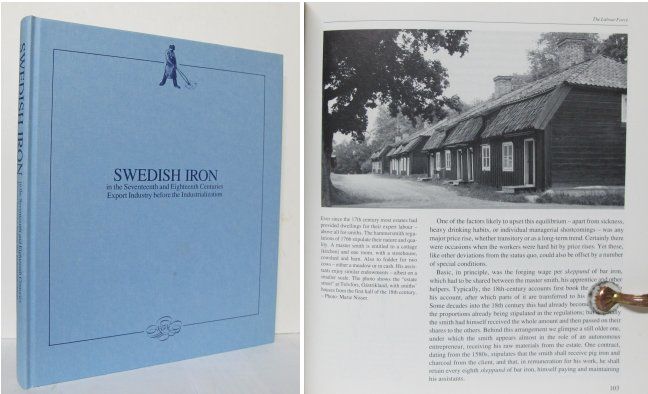 SWEDISH IRON
in the Seventeenth and Eighteenth Centuries
SWEDISH IRON
in the Seventeenth and Eighteenth Centuries
Export Industry before the Industrialization
The Labour Force
Ever since the 17th century most estates had
provided dwellings for their expert labour –
above all for smiths. The hammersmith regu-
lations of 1766 stipulate their nature and qua-
lity. A master smith is entitled to a cottage
(kitchen) and one room, with a storehouse,
cowshed and barn. Also to fodder for two
cows – either a meadow or in cash. His assis-
tants enjoy similar endowments – albeit on a
smaller scale. The photo shows the "estate
street" at Tolvfors, Gästrikland, with smiths'
houses from the first half of the 18th century.
– Photo: Marie Nisser.
One of the factors likely to upset this equilibrium – apart from sickness,
heavy drinking habits, or individual managerial shortcomings – was any
major price rise, whether transitory or as a long-term trend. Certainly there
were occasions when the workers were hard hit by price rises. Yet these,
like other deviations from the status quo, could also be offset by a number
of special conditions.
Basic, in principle, was the forging wage per skeppund of bar iron,
which had to be shared between the master smith, his apprentice and other
helpers. Typically, the 18th-century accounts first book the
his account, after which parts of it are transferred to his
Some decades into the 18th century this had already become
the proportions already being stipulated in the regulations; but
the smith had himself received the whole amount and then passed on their
shares to the others. Behind this arrangement we glimpse a still older one,
under which the smith appears almost in the role of an autonomous
entrepreneur, receiving his raw materials from the estate. One contract,
dating from the 1580s, stipulates that the smith shall receive pig iron and
charcoal from the client, and that, in remuneration for his work, he shall
retain every eighth skeppund of bar iron, himself paying and maintaining
his assistants.
103